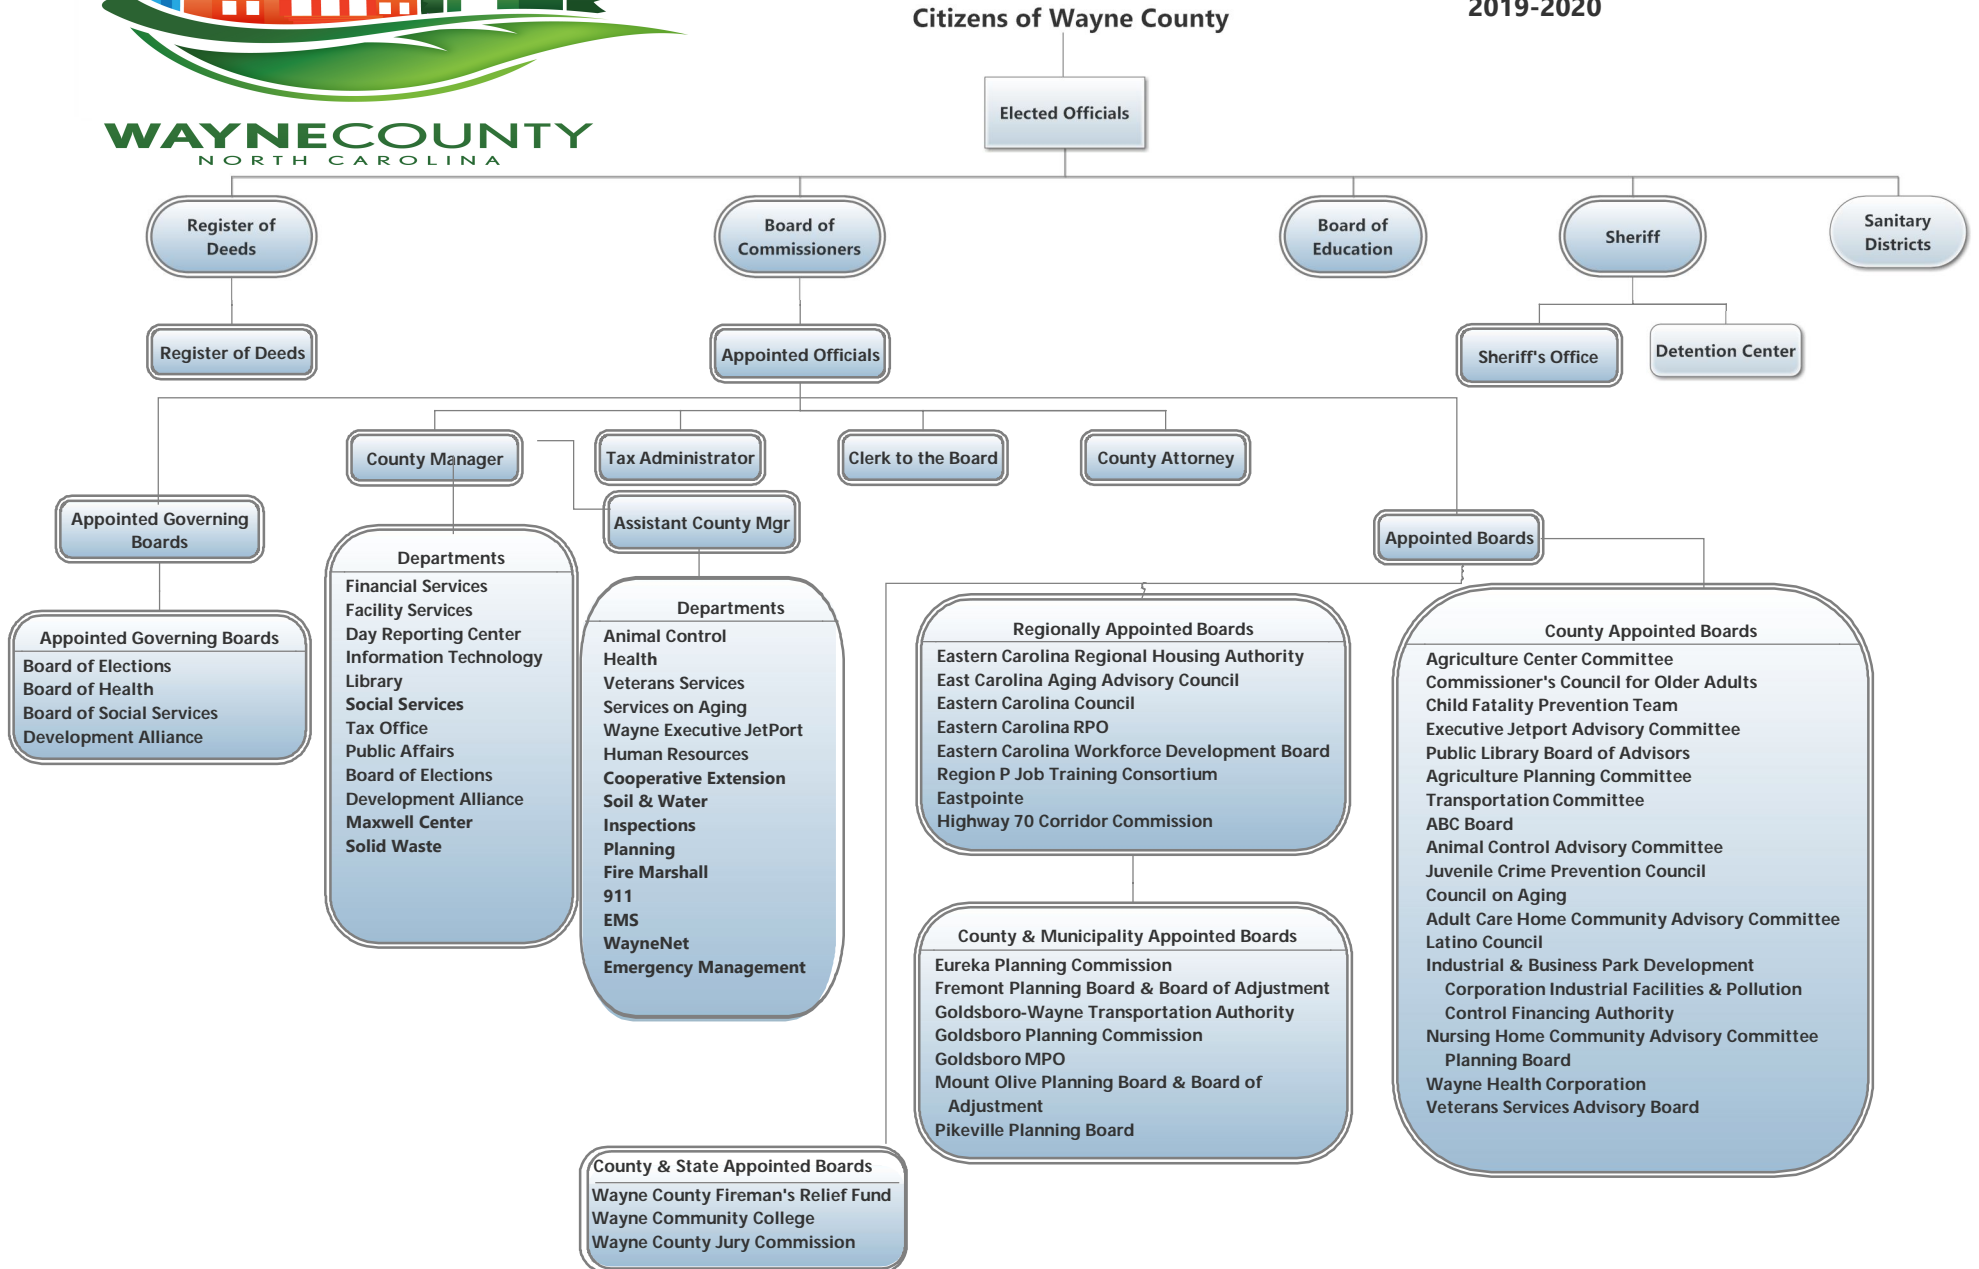 Citizens of Wayne County
2019-2020
Elected Officials
WAYNECOUNTY
NORTH CAROLINA
Register of
Deeds
Board of
Commissioners
Board of
Education
Sheriff
Sanitary
Districts
Register of Deeds
Appointed Officials
Sheriff's Office
Detention Center
County Manager
Tax Administrator
Clerk to the Board
County Attorney
Appointed Governing
Boards
Assistant County Mgr
Appointed Boards
Appointed Governing Boards
Board of Elections
Board of Health
Board of Social Services
Development Alliance
Departments
Financial Services
Facility Services
Day Reporting Center
Information Technology
Library
Social Services
Tax Office
Public Affairs
Board of Elections
Development Alliance
Maxwell Center
Solid Waste
Departments
Animal Control
Health
Veterans Services
Services on Aging
Wayne Executive JetPort
Human Resources
Cooperative Extension
Soil & Water
Inspections
Planning
Fire Marshall
911
EMS
WayneNet
Emergency Management
Regionally Appointed Boards
Eastern Carolina Regional Housing Authority
East Carolina Aging Advisory Council
Eastern Carolina Council
Eastern Carolina RPO
Eastern Carolina Workforce Development Board
Region P Job Training Consortium
Eastpointe
Highway 70 Corridor Commission
County & Municipality Appointed Boards
Eureka Planning Commission
Fremont Planning Board & Board of Adjustment
Goldsboro-Wayne Transportation Authority
Goldsboro Planning Commission
Goldsboro MPO
Mount Olive Planning Board & Board of
Adjustment
Pikeville Planning Board
County Appointed Boards
Agriculture Center Committee
Commissioner's Council for Older Adults
Child Fatality Prevention Team
Executive Jetport Advisory Committee
Public Library Board of Advisors
Agriculture Planning Committee
Transportation Committee
ABC Board
Animal Control Advisory Committee
Juvenile Crime Prevention Council
Council on Aging
Adult Care Home Community Advisory Committee
Latino Council
Industrial & Business Park Development
Corporation Industrial Facilities & Pollution
Control Financing Authority
Nursing Home Community Advisory Committee
Planning Board
Wayne Health Corporation
Veterans Services Advisory Board
County & State Appointed Boards
Wayne County Fireman's Relief Fund
Wayne Community College
Wayne County Jury Commission